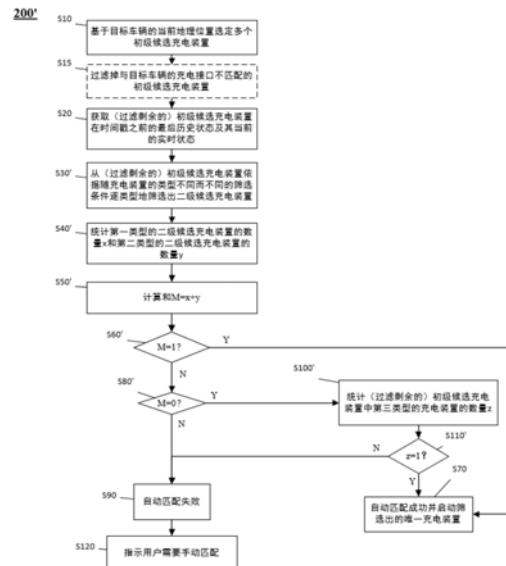 200'
S10
基于目标车辆的当前地理位置选定多个
初级候选充电装置
S15
过滤掉与目标车辆的充电接口不匹配的
初级候选充电装置
S20
获取（过滤剩余的）初级候选充电装置
在时间戳之前的最后历史状态及其当前
的实时状态
S30'
从（过滤剩余的）初级候选充电装置依
据随充电装置的类型不同而不同的筛选
条件逐类型地筛选出二级候选充电装置
S40'
统计第一类型的二级候选充电装置的数
量x和第二类型的二级候选充电装置的
数量y
S50'
计算和M=x+y
S60'
M=1?
Y
N
S80'
M=0?
Y
N
S100'
统计（过滤剩余的）初级候选充电
装置中第三类型的充电装置的数量z
S110'
z=1？
N
Y
S70
自动匹配成功并启动筛
选出的唯一充电装置
S90
自动匹配失败
S120
指示用户需要手动匹配